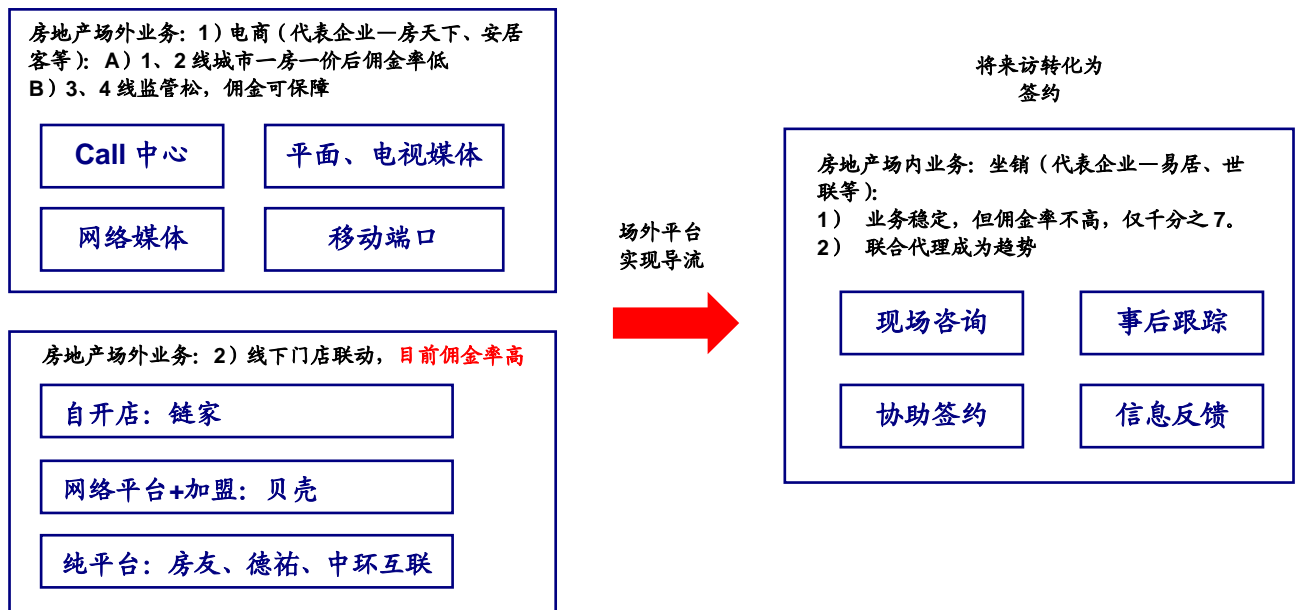 房地产场外业务：1）电商（代表企业—房天下、安居
客等）：A）1、2线城市一房一价后佣金率低
B）3、4线监管松，佣金可保障
Call 中心
平面、电视媒体
网络媒体
移动端口
房地产场外业务：2）线下门店联动，目前佣金率高
自开店：链家
网络平台+加盟：贝壳
纯平台：房友、德祐、中环互联
场外平台
实现导流
将来访转化为
签约
房地产场内业务：坐销（代表企业—易居、世
联等）：
1） 业务稳定，但佣金率不高，仅千分之7。
2） 联合代理成为趋势
现场咨询
事后跟踪
协助签约
信息反馈